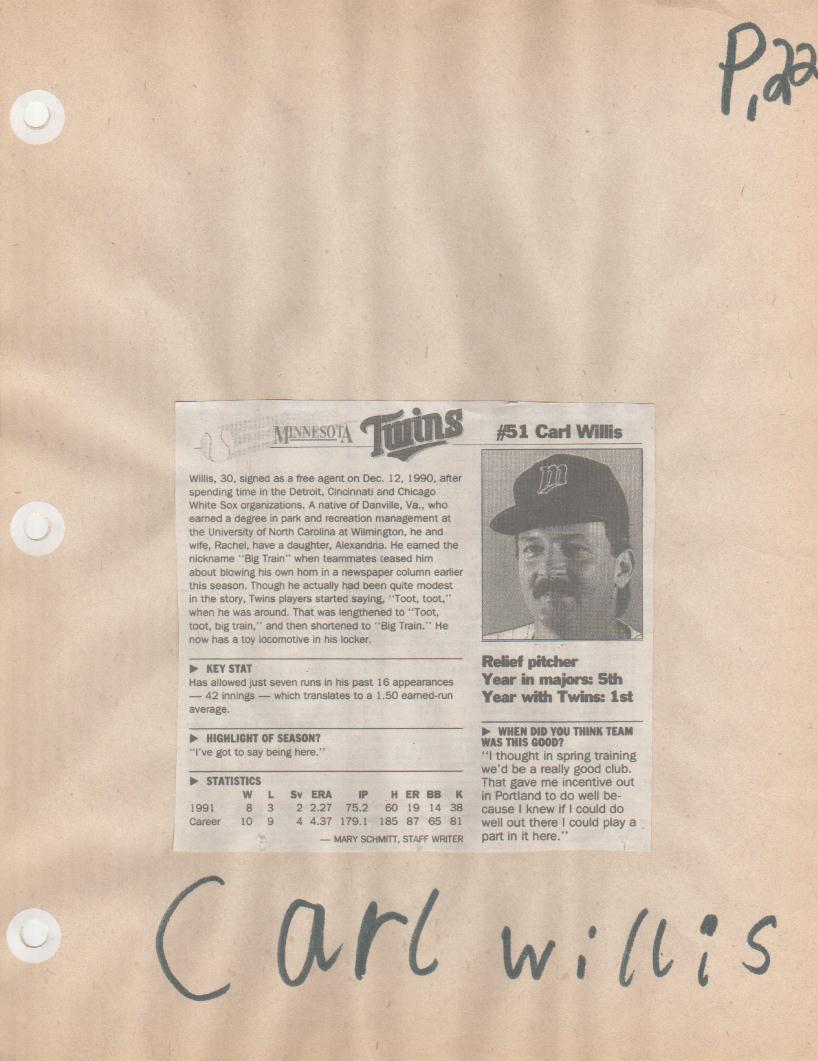 P.22
MINNESOTA Twins
#51 Carl Willis
Willis, 30, signed as a free agent on Dec. 12, 1990, after
spending time in the Detroit, Cincinnati and Chicago
White Sox organizations. A native of Danville, Va., who
earned a degree in park and recreation management at
the University of North Carolina at Wilmington, he and
wife, Rachel, have a daughter, Alexandria. He earned the
nickname "Big Train" when teammates teased him
about blowing his own horn in a newspaper column earlier
this season. Though he actually had been quite modest
in the story, Twins players started saying, "Toot, toot,"
when he was around. That was lengthened to "Toot,
toot, big train," and then shortened to "Big Train." He
now has a toy locomotive in his locker.
▶ KEY STAT
Has allowed just seven runs in his past 16 appearances
— 42 innings — which translates to a 1.50 earned-run
average.
▶ HIGHLIGHT OF SEASON?
"I've got to say being here."
▶ STATISTICS
W L Sv ERA IP H ER BB K
1991 8 3 2 2.27 75.2 60 19 14 38
Career 10 9 4 4.37 179.1 185 87 65 81
— MARY SCHMITT, STAFF WRITER
m
Relief pitcher
Year in majors: 5th
Year with Twins: 1st
▶ WHEN DID YOU THINK TEAM
WAS THIS GOOD?
"I thought in spring training
we'd be a really good club.
That gave me incentive out
in Portland to do well be-
cause I knew if I could do
well out there I could play a
part in it here."
Carl willis